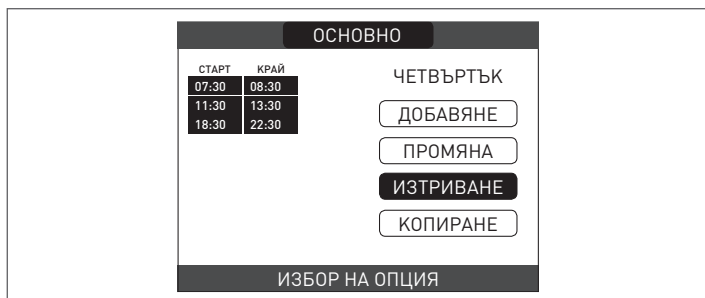 ОСНОВНО
СТАРТ КРАЙ
07:30 08:30
11:30 13:30
18:30 22:30
ЧЕТВЪРТЪК
ДОБАВЯНЕ
ПРОМЯНА
ИЗТРИВАНЕ
КОПИРАНЕ
ИЗБОР НА ОПЦИЯ